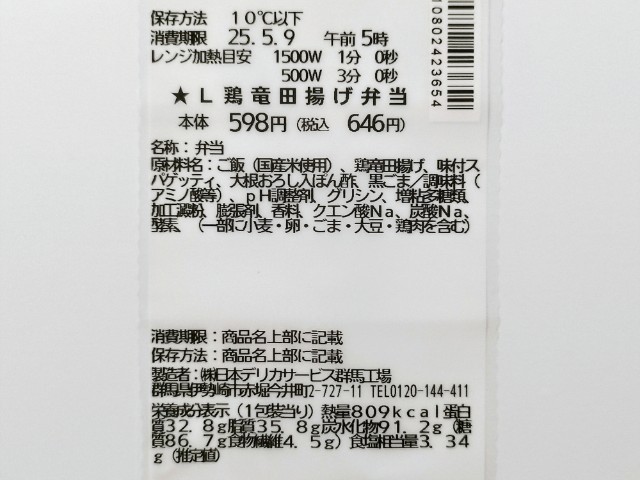 保存方法 10℃以下
消費期限 25.5.9 午前5時
レンジ加熱目安 1500W 1分 0秒
500W 3分 0秒
★L鶏竜田揚げ弁当
本体 598円(税込 646円)
名称:弁当
原材料名:ご飯(国産米使用)、鶏竜田揚げ、味付ス
パゲッティ、大根おろし入ぽん酢、黒ごま/調味料(
アミノ酸等)、pH調整剤、グリシン、増粘多糖類、
加工澱粉、膨張剤、香料、クエン酸Na、炭酸Na、
酵素、(一部に小麦・卵・ごま・大豆・鶏肉を含む)
消費期限:商品名上部に記載
保存方法:商品名上部に記載
製造者:㈱日本デリカサービス群馬工場
群馬県伊勢崎市赤堀今井町2-727-11 TEL0120-144-411
栄養成分表示(1包装当り)熱量809kcal蛋白
質32.8g脂質35.8g炭水化物91.2g(糖
質86.7g食物繊維4.5g)食塩相当量3.34
g(推定値)
10802423654